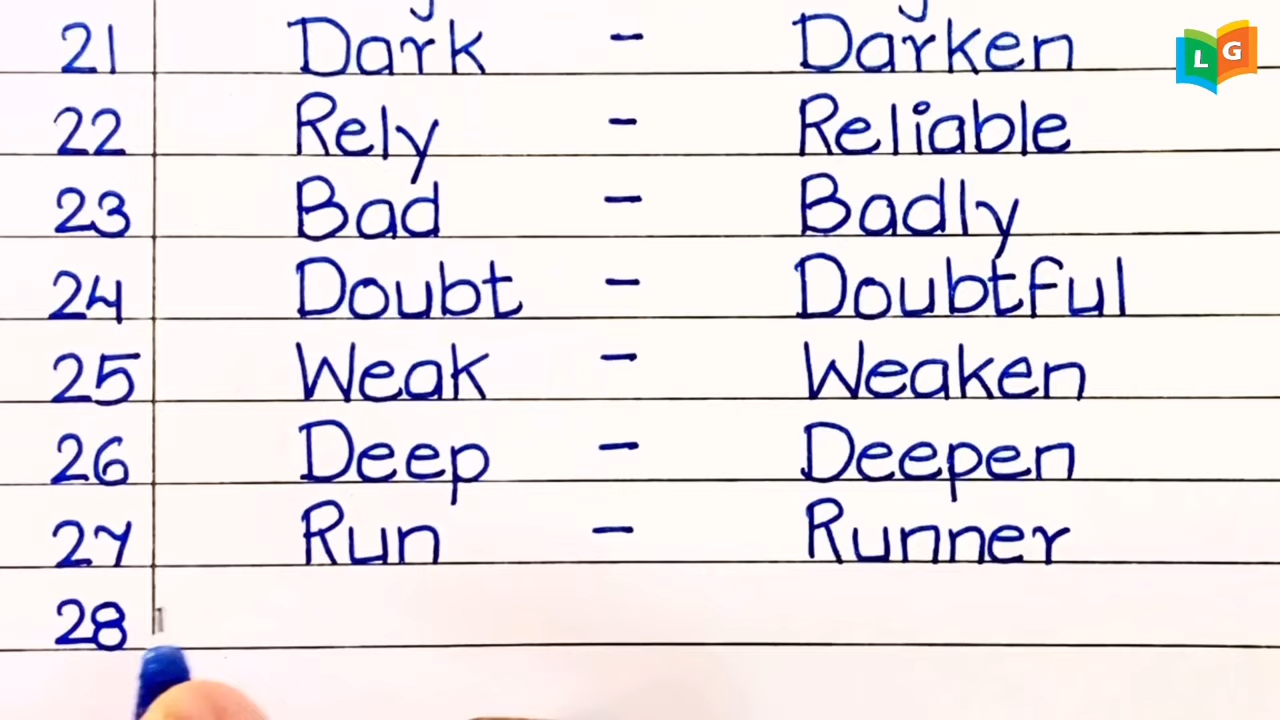 21 Dark - Darken
L G
22 Rely - Reliable
23 Bad - Badly
24 Doubt - Doubtful
25 Weak - Weaken
26 Deep - Deepen
27 Run - Runner
28